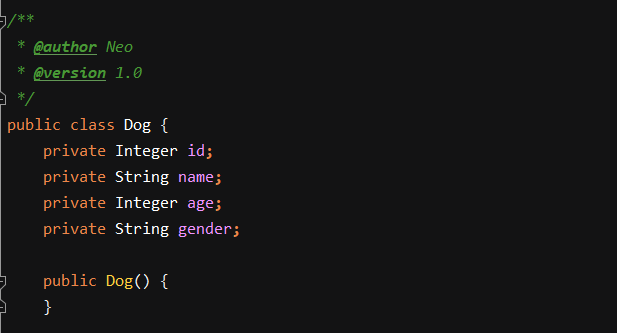 /**
 * @author Neo
 * @version 1.0
 */
public class Dog {
    private Integer id;
    private String name;
    private Integer age;
    private String gender;

    public Dog() {
    }